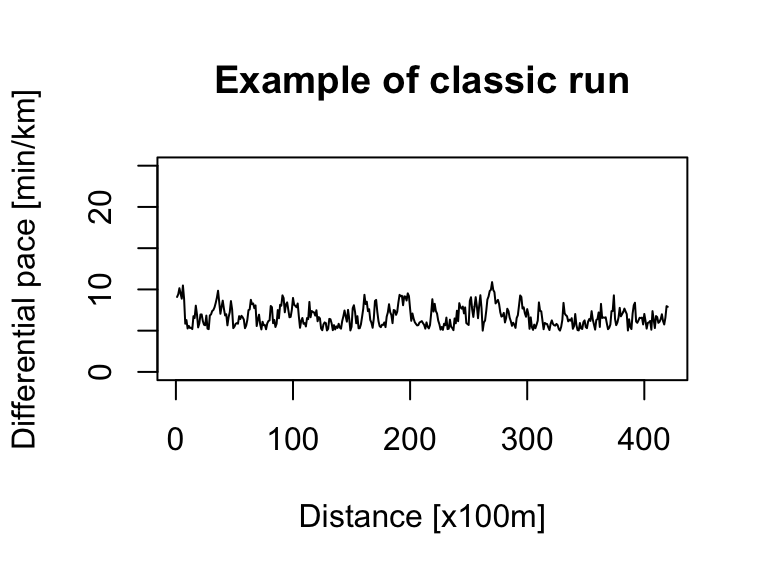 Example of classic run
Differential pace [min/km]
20
10
0
0 100 200 300 400
Distance [x100m]